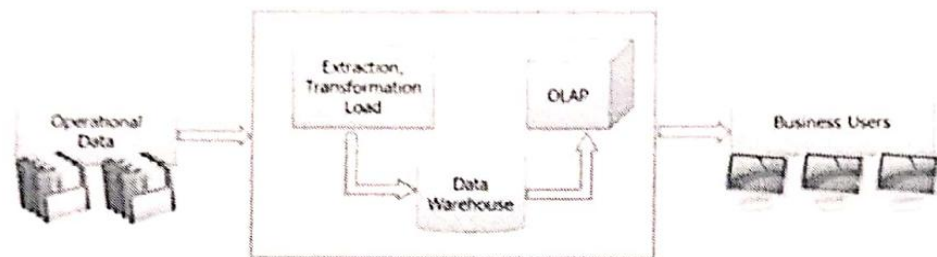 Operational
Data
Extraction,
Transformation
Load
Data
Warehouse
OLAP
Business Users